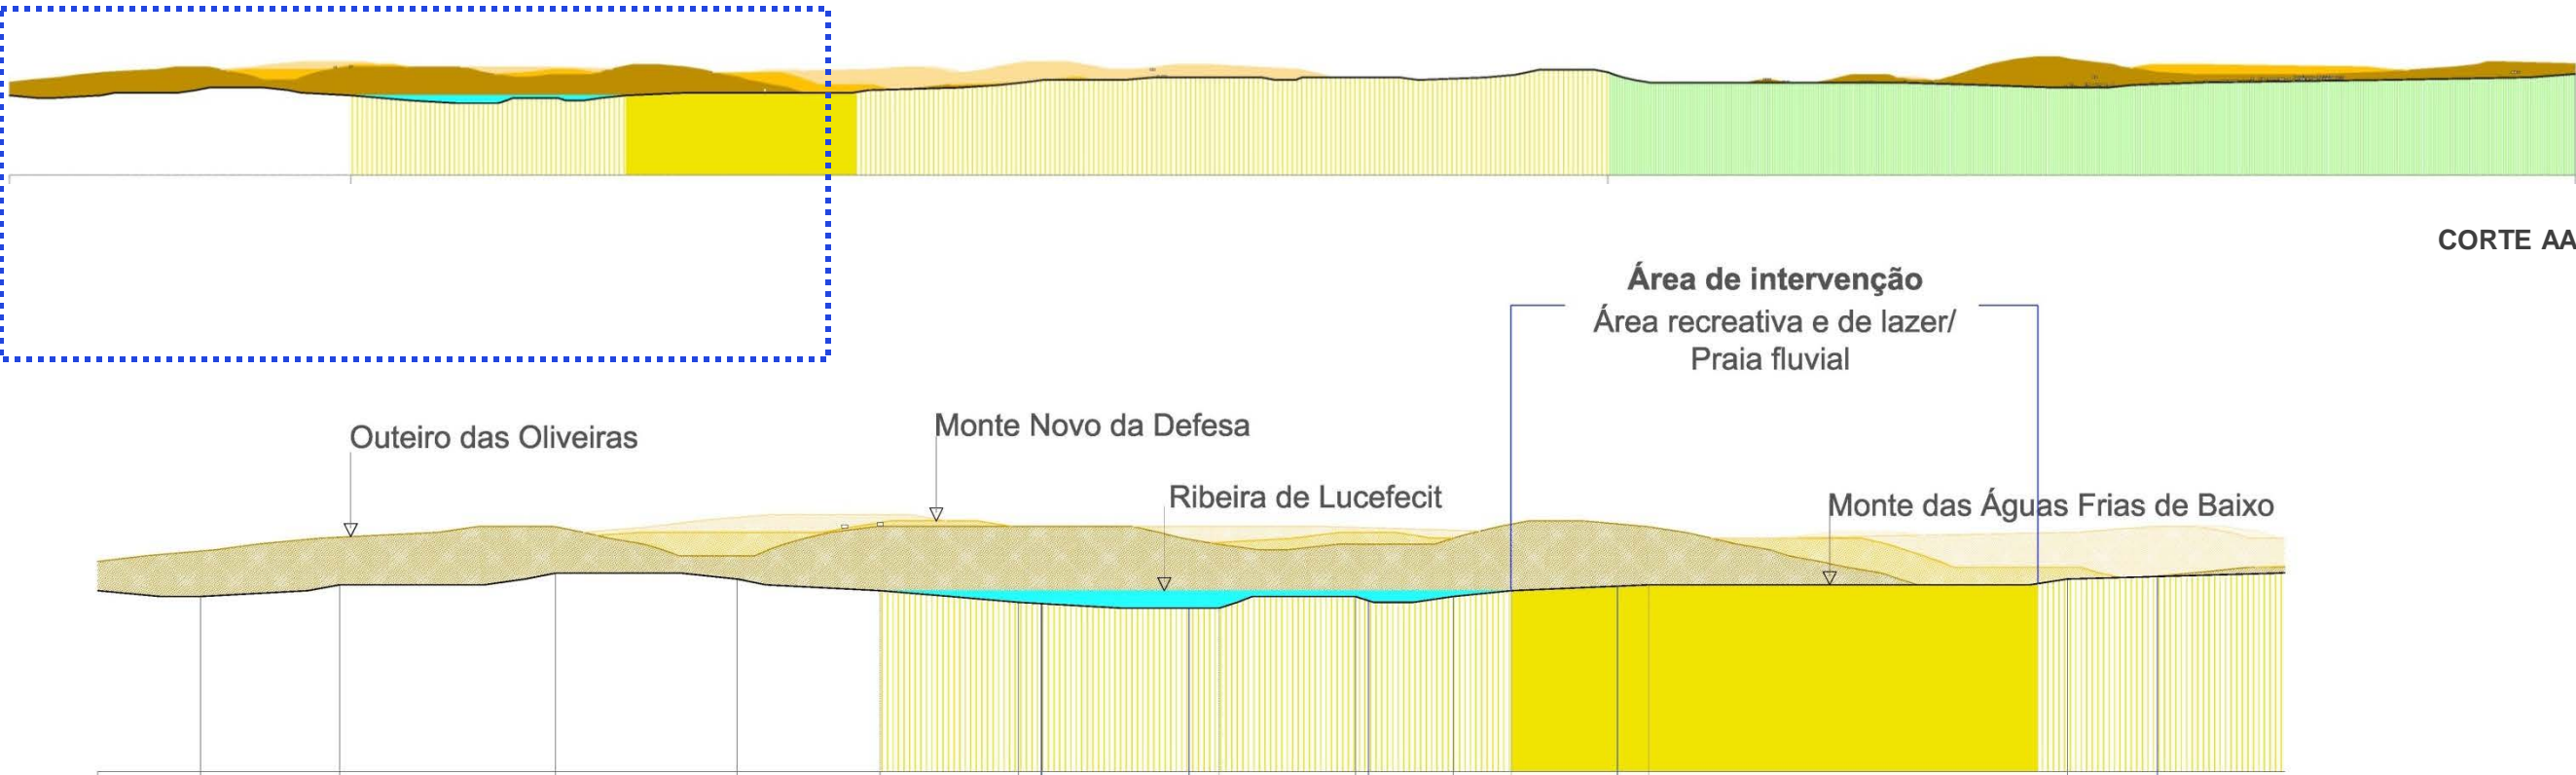 CORTE AA
Área de intervenção
Área recreativa e de lazer/
Praia fluvial
Outeiro das Oliveiras
Monte Novo da Defesa
Ribeira de Lucefecit
Monte das Águas Frias de Baixo